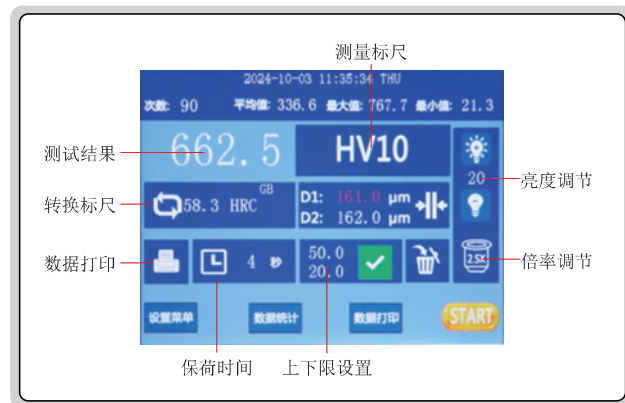 测量标尺
2024-10-03 11:35:34 THU
次数: 90 平均值: 336.6 最大值: 767.7 最小值: 21.3
测试结果 662.5 HV10
20 亮度调节
转换标尺 58.3 HRC GB D1: 161.0 μm
D2: 162.0 μm
数据打印 4 秒 50.0 2.5X 倍率调节
20.0
设置菜单 数据统计 数据打印 START
保荷时间 上下限设置